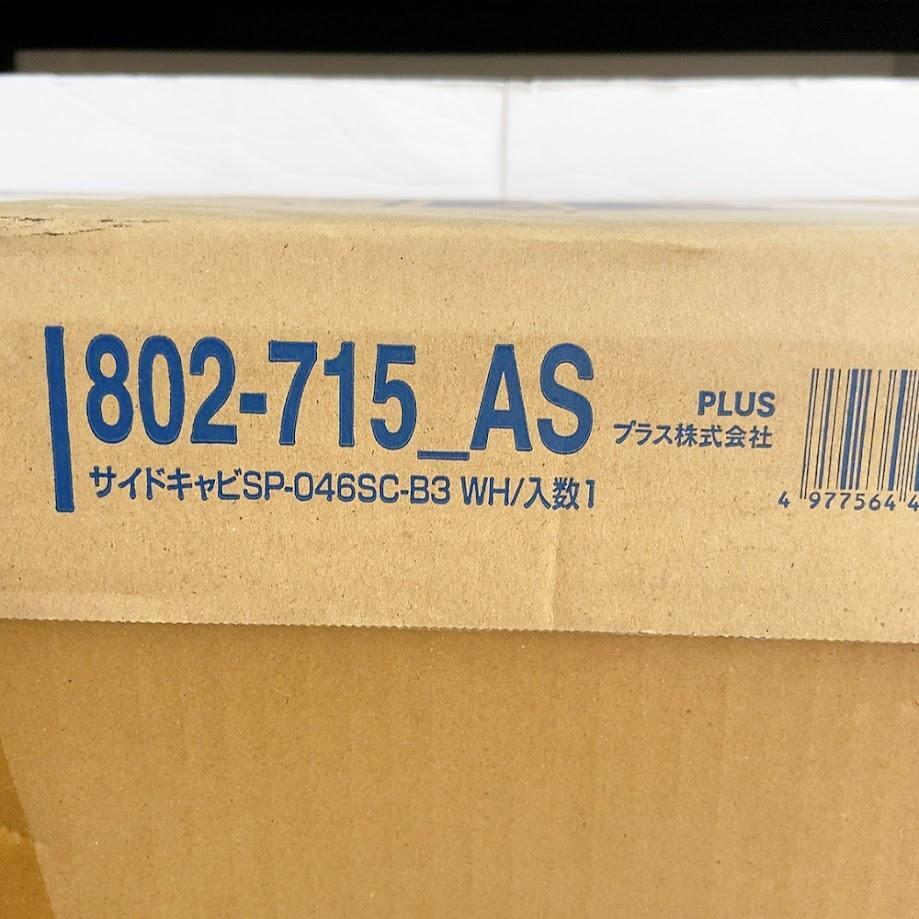 802-715_AS
サイドキャビSP-046SC-B3 WH/入数1
PLUS
プラス株式会社
4 977564 4